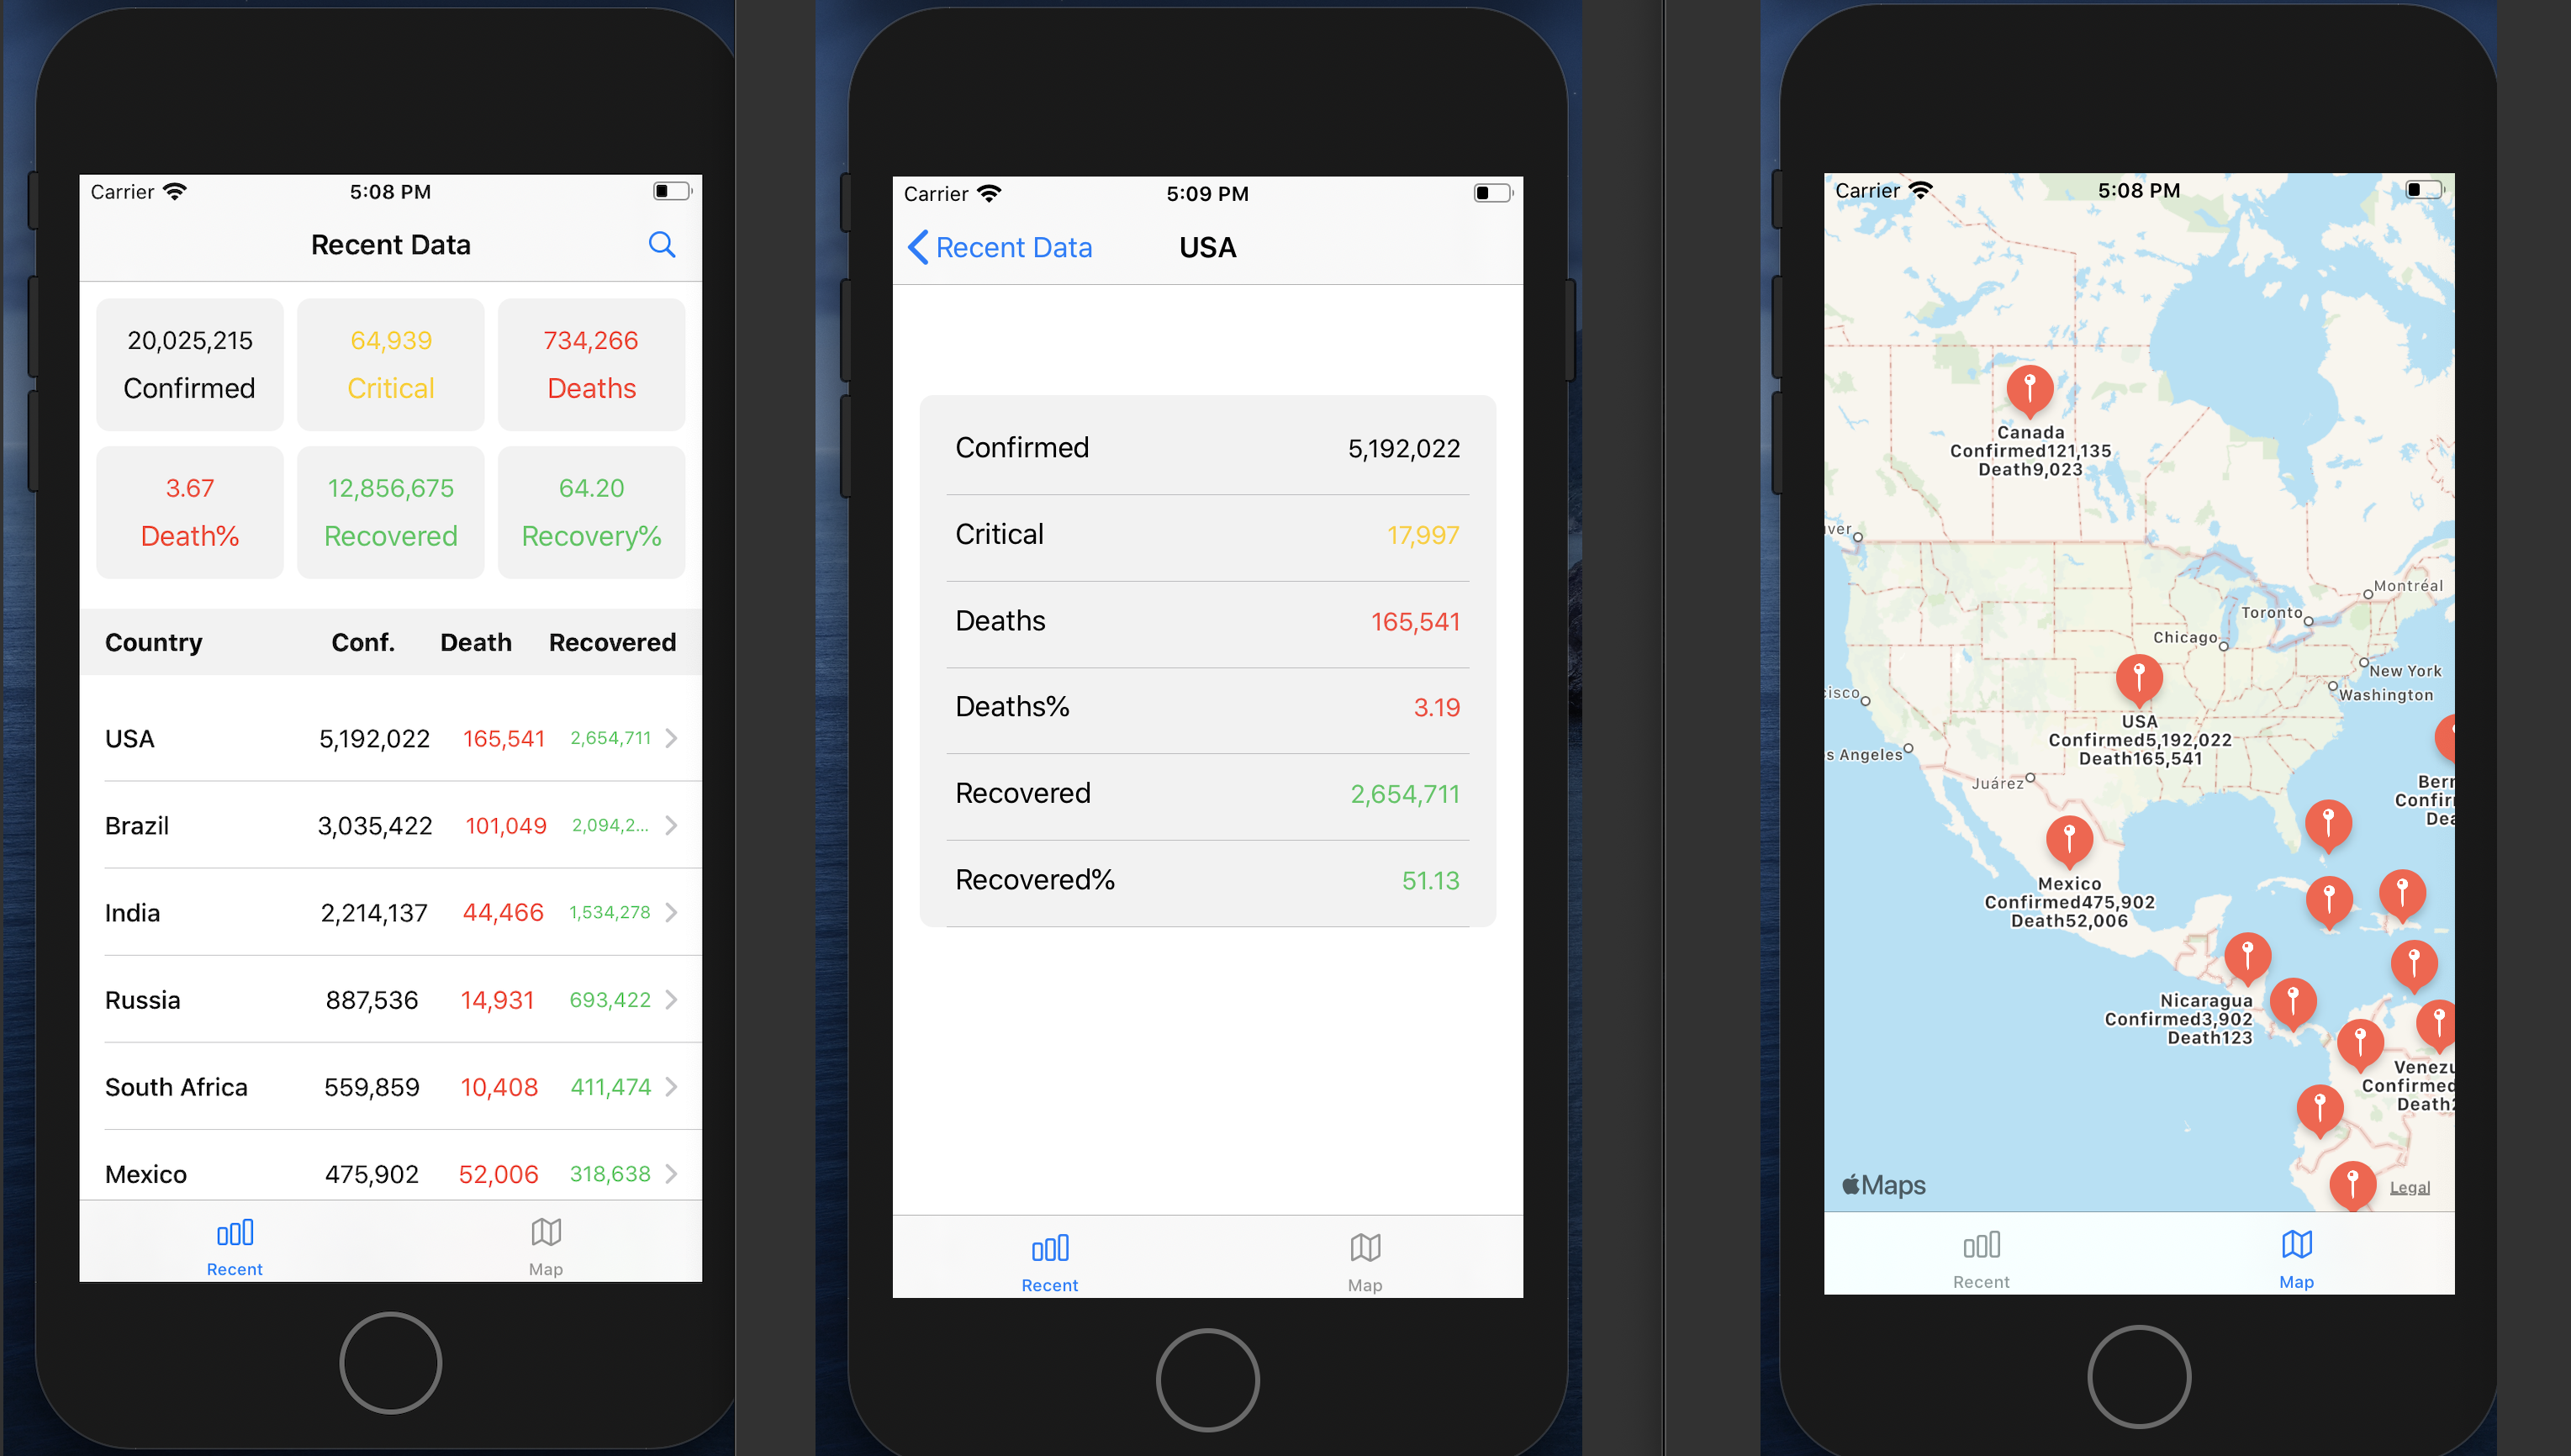 Carrier 5:08 PM
Recent Data
20,025,215 64,939 734,266
Confirmed Critical Deaths
3.67 12,856,675 64.20
Death% Recovered Recovery%
Country Conf. Death Recovered
USA 5,192,022 165,541 2,654,711
Brazil 3,035,422 101,049 2,094,2...
India 2,214,137 44,466 1,534,278
Russia 887,536 14,931 693,422
South Africa 559,859 10,408 411,474
Mexico 475,902 52,006 318,638
Recent Map
Carrier 5:09 PM
Recent Data USA
Confirmed 5,192,022
Critical 17,997
Deaths 165,541
Deaths% 3.19
Recovered 2,654,711
Recovered% 51.13
Recent Map
Carrier 5:08 PM
Canada
Confirmed121,135
Death9,023
ver
Montréal
Toronto
Chicago
New York
isco
Washington
USA
Confirmed5,192,022
Death165,541
s Angeles
Juárez
Berr
Confirr
Dea
Mexico
Confirmed475,902
Death52,006
Nicaragua
Confirmed3,902
Death123
Venezu
Confirmed
Death2
Maps
Legal
Recent Map